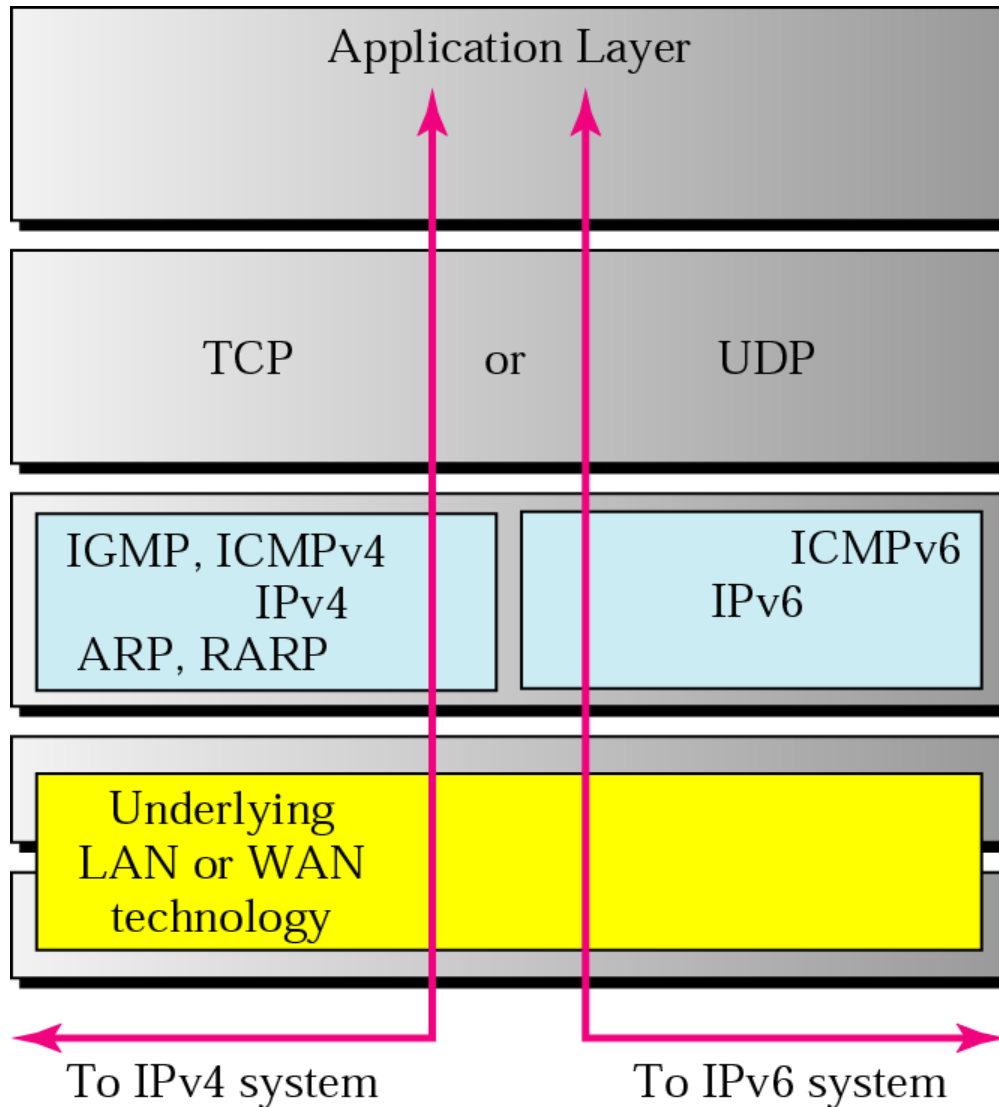 Application Layer
TCP or UDP
IGMP, ICMPv4
IPv4
ARP, RARP
ICMPv6
IPv6
Underlying
LAN or WAN
technology
To IPv4 system
To IPv6 system